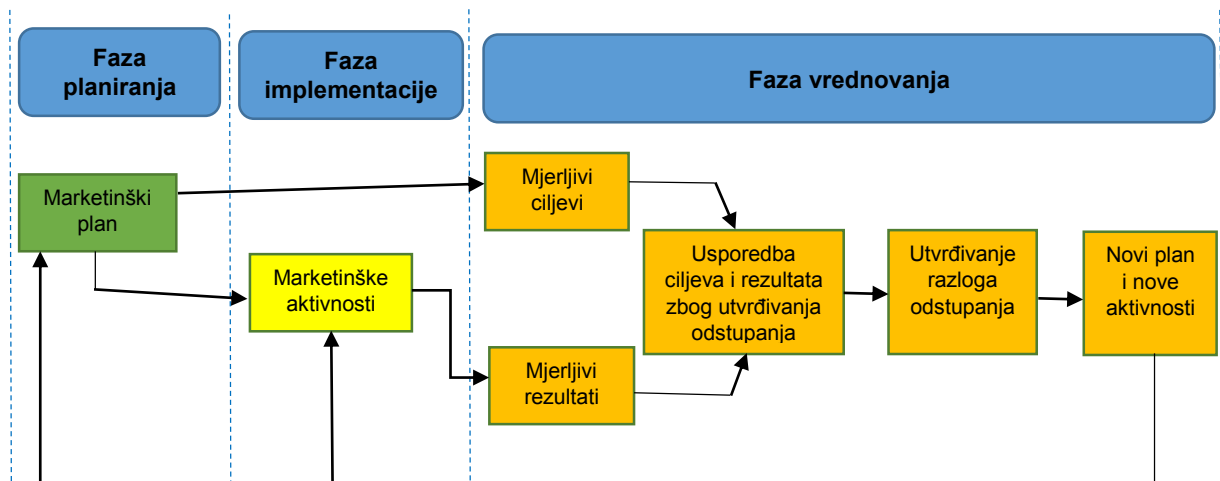 Faza
planiranja
Faza
implementacije
Faza vrednovanja
Marketinški
plan
Marketinške
aktivnosti
Mjerljivi
ciljevi
Mjerljivi
rezultati
Usporedba
ciljeva i rezultata
zbog utvrđivanja
odstupanja
Utvrđivanje
razloga
odstupanja
Novi plan
i nove
aktivnosti